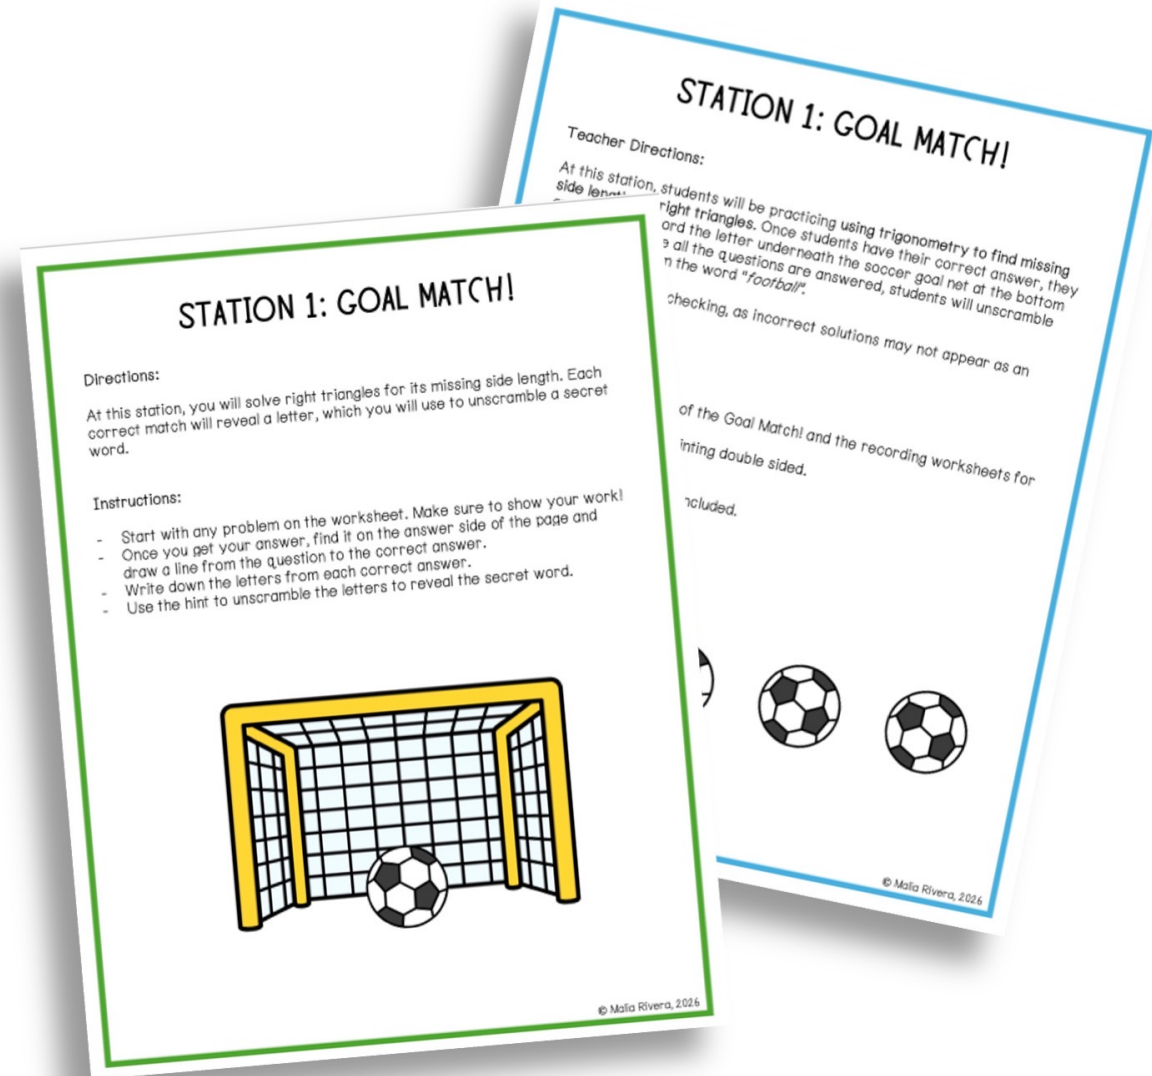 STATION 1: GOAL MATCH!
Directions:
At this station, you will solve right triangles for its missing side length. Each
correct match will reveal a letter, which you will use to unscramble a secret
word.
Instructions:
- Start with any problem on the worksheet. Make sure to show your work!
- Once you get your answer, find it on the answer side of the page and
draw a line from the question to the correct answer.
- Write down the letters from each correct answer.
- Use the hint to unscramble the letters to reveal the secret word.
© Malia Rivera, 2026
STATION 1: GOAL MATCH!
Teacher Directions:
At this station, students will be practicing using trigonometry to find missing
side right triangles. Once students have their correct answer, they
the letter underneath the soccer goal net at the bottom
all the questions are answered, students will unscramble
the word "football".
checking, as incorrect solutions may not appear as an
of the Goal Match! and the recording worksheets for
double sided.
© Malia Rivera, 2026